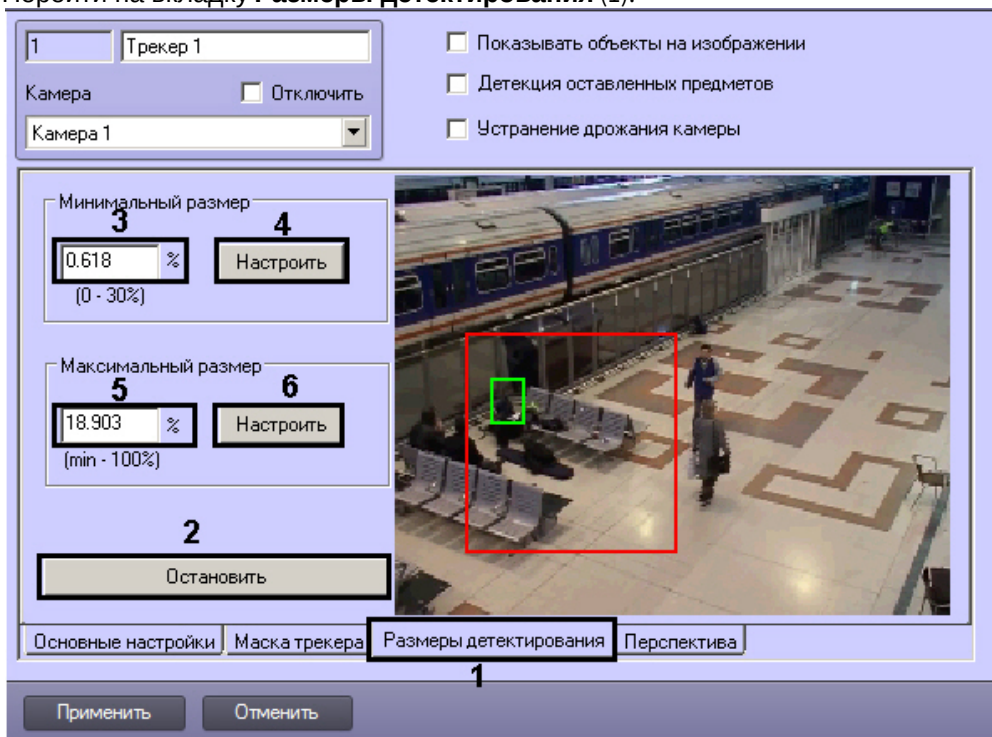 Перейти на вкладку Размеры детектирования (1).
1 Трекер 1
Показывать объекты на изображении
Камера Отключить
Детекция оставленных предметов
Камера 1
Устранение дрожания камеры
Минимальный размер
3 4
0.618 % Настроить
(0 - 30%)
Максимальный размер
5 6
18.903 % Настроить
(min - 100%)
2
Остановить
Основные настройки Маска трекера Размеры детектирования Перспектива
1
Применить Отменить